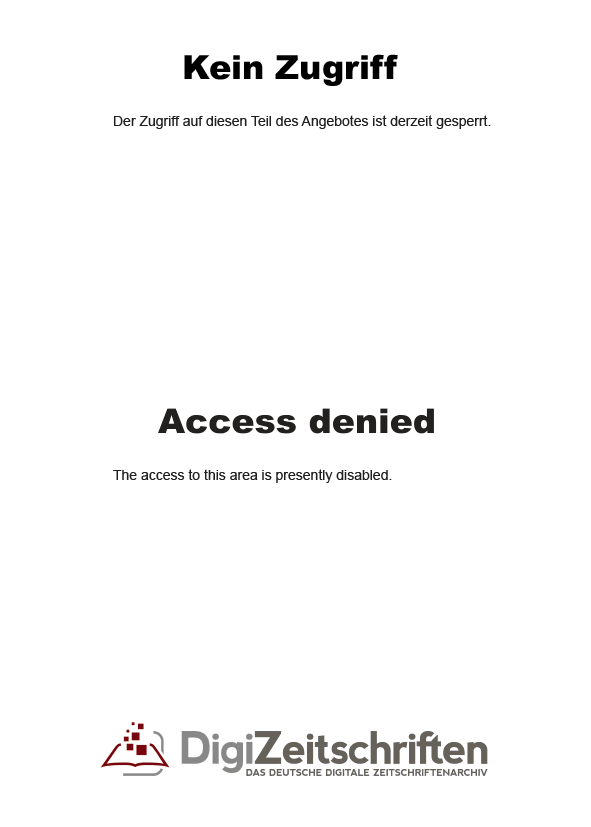 Kein Zugriff
Der Zugriff auf diesen Teil des Angebotes ist derzeit gesperrt.
Access denied
The access to this area is presently disabled.
DigiZeitschriften
DAS DEUTSCHE DIGITALE ZEITSCHRIFTENARCHIV